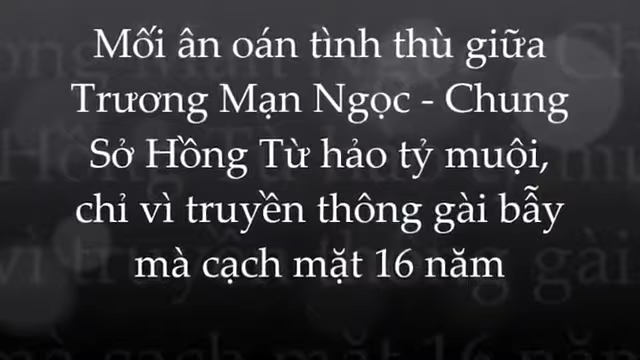 Mối ân oán tình thù giữa
Trương Mạn Ngọc - Chung
Sở Hồng Từ hảo tỷ muội,
chỉ vì truyền thông gài bẫy
mà cạch mặt 16 năm